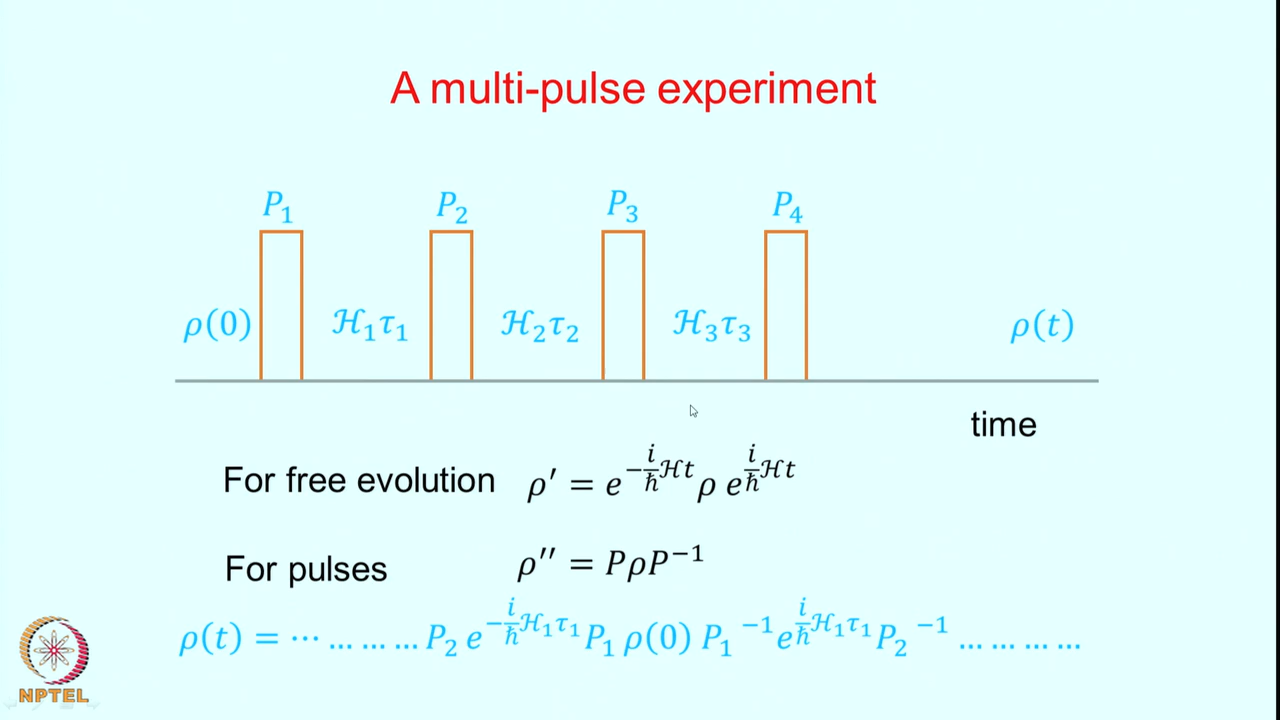 A multi-pulse experiment
P₁ P₂ P₃ P₄
ρ(0) ℋ₁τ₁ ℋ₂τ₂ ℋ₃τ₃ ρ(t)
time
For free evolution ρ′ = e^{−(i/ħ)ℋt} ρ e^{(i/ħ)ℋt}
For pulses ρ′′ = PρP⁻¹
ρ(t) = ⋯ … … … P₂ e^{−(i/ħ)ℋ₁τ₁} P₁ ρ(0) P₁ ⁻¹ e^{(i/ħ)ℋ₁τ₁} P₂ ⁻¹ … … … …
NPTEL